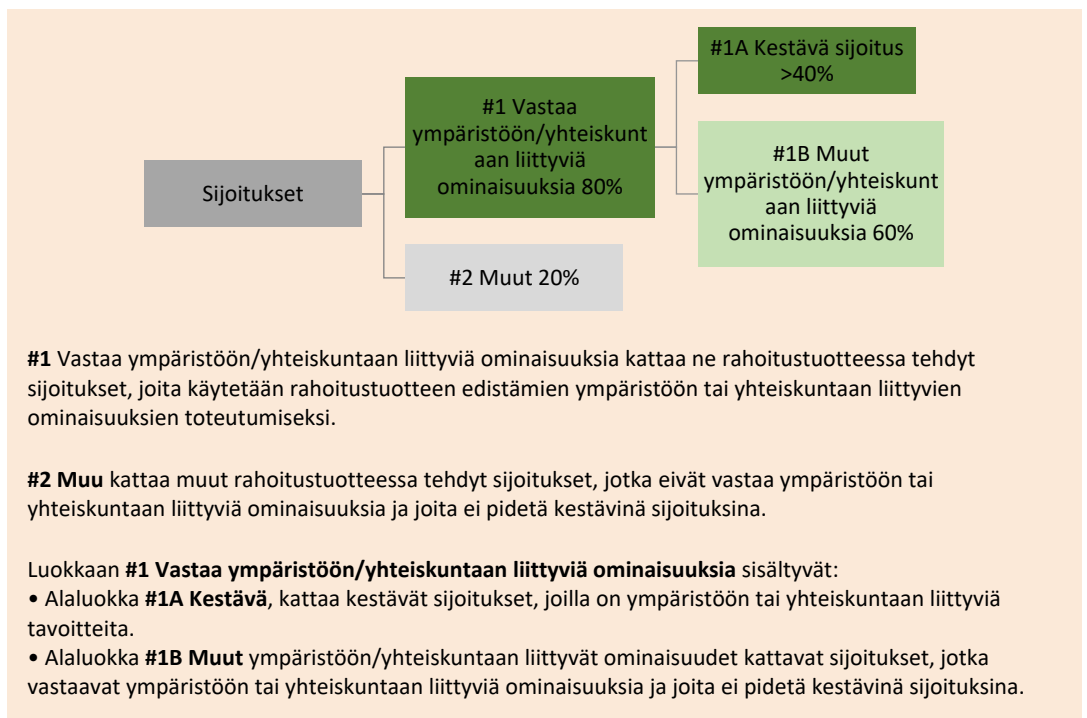 #1A Kestävä sijoitus
>40%
#1 Vastaa
ympäristöön/yhteiskunt
aan liittyviä
ominaisuuksia 80%
#1B Muut
ympäristöön/yhteiskunt
aan liittyviä
ominaisuuksia 60%
Sijoitukset
#2 Muut 20%
#1 Vastaa ympäristöön/yhteiskuntaan liittyviä ominaisuuksia kattaa ne rahoitustuotteessa tehdyt
sijoitukset, joita käytetään rahoitustuotteen edistämien ympäristöön tai yhteiskuntaan liittyvien
ominaisuuksien toteutumiseksi.
#2 Muu kattaa muut rahoitustuotteessa tehdyt sijoitukset, jotka eivät vastaa ympäristöön tai
yhteiskuntaan liittyviä ominaisuuksia ja joita ei pidetä kestävinä sijoituksina.
Luokkaan #1 Vastaa ympäristöön/yhteiskuntaan liittyviä ominaisuuksia sisältyvät:
• Alaluokka #1A Kestävä, kattaa kestävät sijoitukset, joilla on ympäristöön tai yhteiskuntaan liittyviä
tavoitteita.
• Alaluokka #1B Muut ympäristöön/yhteiskuntaan liittyvät ominaisuudet kattavat sijoitukset, jotka
vastaavat ympäristöön tai yhteiskuntaan liittyviä ominaisuuksia ja joita ei pidetä kestävinä sijoituksina.